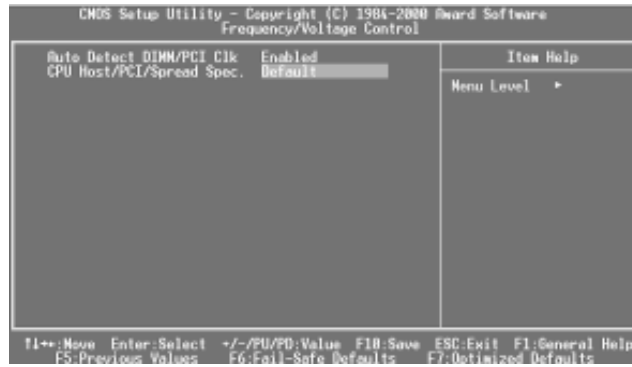 CMOS Setup Utility – Copyright (C) 1984-2000 Award Software
Frequency/Voltage Control
Auto Detect DIMM/PCI Clk Enabled
CPU Host/PCI/Spread Spec. Default
Item Help
Menu Level ►
↑↓→←:Move Enter:Select +/-/PU/PD:Value F10:Save ESC:Exit F1:General Help
F5:Previous Values F6:Fail-Safe Defaults F7:Optimized Defaults